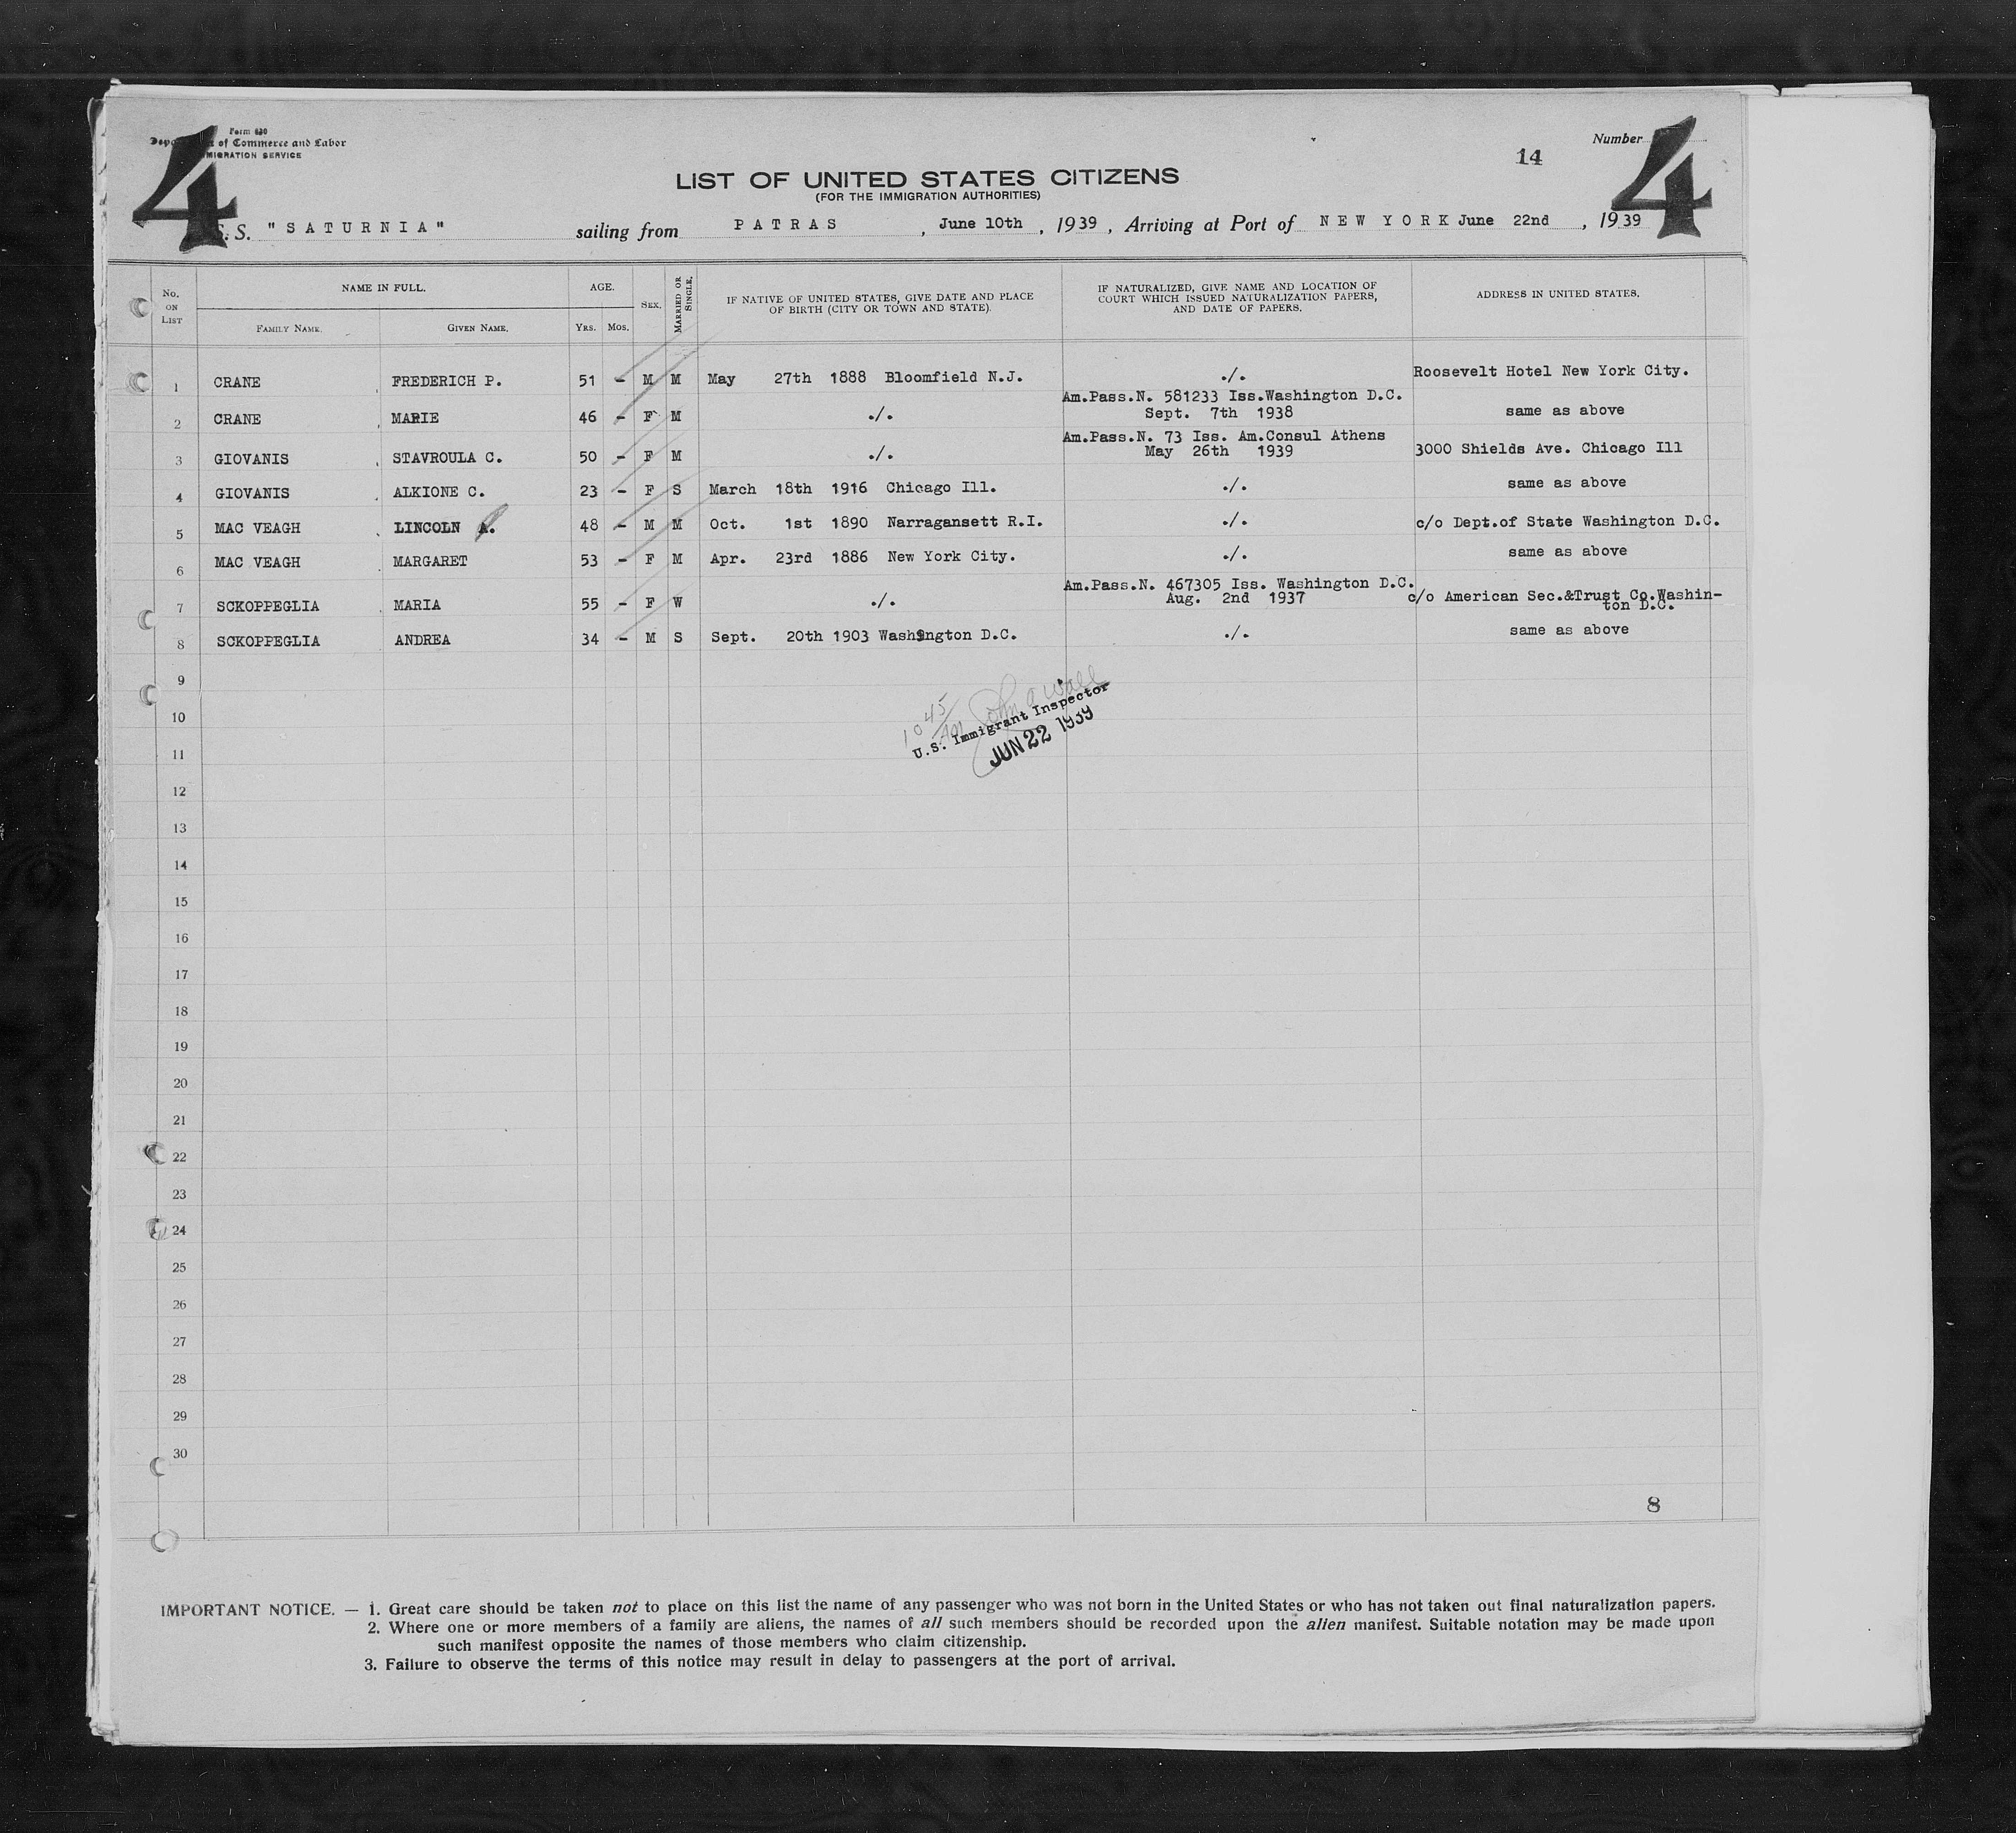 4 Form 630 Number 4
of Commerce and Labor
MIGRATION SERVICE
14
LIST OF UNITED STATES CITIZENS
(FOR THE IMMIGRATION AUTHORITIES)
S. S. "SATURNIA" sailing from PATRAS, June 10th, 1939, Arriving at Port of NEW YORK June 22nd, 1939
No. ON LIST
NAME IN FULL.
FAMILY NAME.
GIVEN NAME.
AGE.
YRS. MOS.
SEX.
MARRIED OR SINGLE.
IF NATIVE OF UNITED STATES, GIVE DATE AND PLACE
OF BIRTH (CITY OR TOWN AND STATE).
IF NATURALIZED, GIVE NAME AND LOCATION OF
COURT WHICH ISSUED NATURALIZATION PAPERS,
AND DATE OF PAPERS.
ADDRESS IN UNITED STATES.
1 CRANE FREDERICH P. 51 - M M May 27th 1888 Bloomfield N.J. ./. Roosevelt Hotel New York City.
Am.Pass.N. 581233 Iss.Washington D.C.
2 CRANE MARIE 46 - F M ./. Sept. 7th 1938 same as above
Am.Pass.N. 73 Iss. Am.Consul Athens
3 GIOVANIS STAVROULA C. 50 - F M ./. May 26th 1939 3000 Shields Ave. Chicago Ill
4 GIOVANIS ALKIONE C. 23 - F S March 18th 1916 Chicago Ill. ./. same as above
5 MAC VEAGH LINCOLN A. 48 - M M Oct. 1st 1890 Narragansett R.I. ./. c/o Dept.of State Washington D.C.
6 MAC VEAGH MARGARET 53 - F M Apr. 23rd 1886 New York City. ./. same as above
Am.Pass.N. 467305 Iss. Washington D.C.
7 SCKOPPEGLIA MARIA 55 - F W ./. Aug. 2nd 1937 c/o American Sec.&Trust Co.Washin-
ton D.C.
8 SCKOPPEGLIA ANDREA 34 - M S Sept. 20th 1903 Washington D.C. ./. same as above
9
10
1045/AM John A Wall
U.S. Immigrant Inspector
JUN 22 1939
11
12
13
14
15
16
17
18
19
20
21
22
23
24
25
26
27
28
29
30
8
IMPORTANT NOTICE. — 1. Great care should be taken not to place on this list the name of any passenger who was not born in the United States or who has not taken out final naturalization papers.
2. Where one or more members of a family are aliens, the names of all such members should be recorded upon the alien manifest. Suitable notation may be made upon
such manifest opposite the names of those members who claim citizenship.
3. Failure to observe the terms of this notice may result in delay to passengers at the port of arrival.